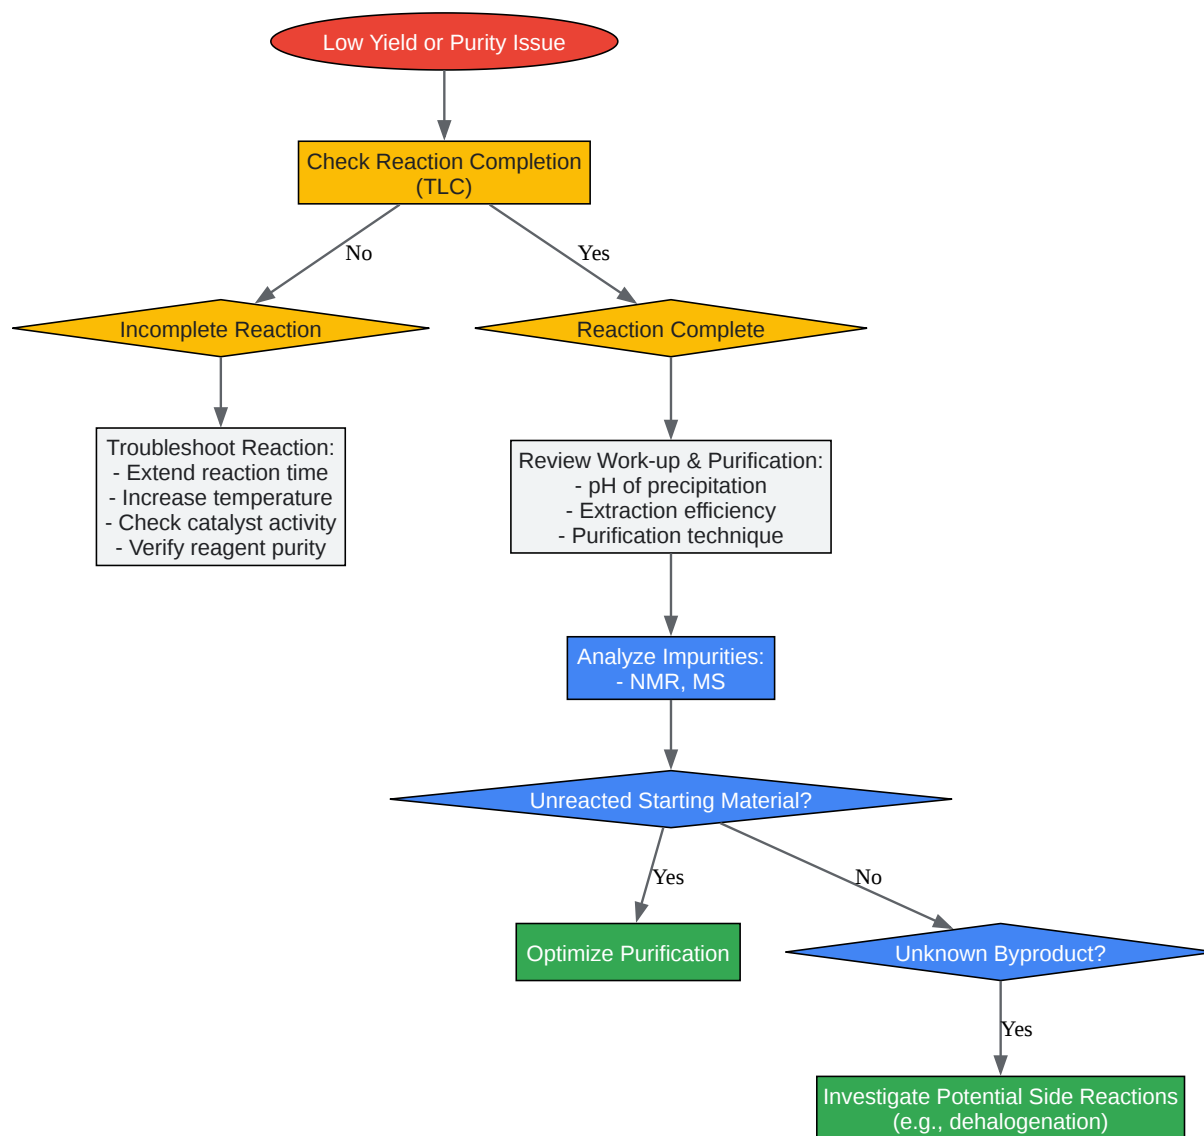 Low Yield or Purity Issue
Check Reaction Completion
(TLC)
No
Yes
Incomplete Reaction
Reaction Complete
Troubleshoot Reaction:
- Extend reaction time
- Increase temperature
- Check catalyst activity
- Verify reagent purity
Review Work-up & Purification:
- pH of precipitation
- Extraction efficiency
- Purification technique
Analyze Impurities:
- NMR, MS
Unreacted Starting Material?
Yes
No
Optimize Purification
Unknown Byproduct?
Yes
Investigate Potential Side Reactions
(e.g., dehalogenation)